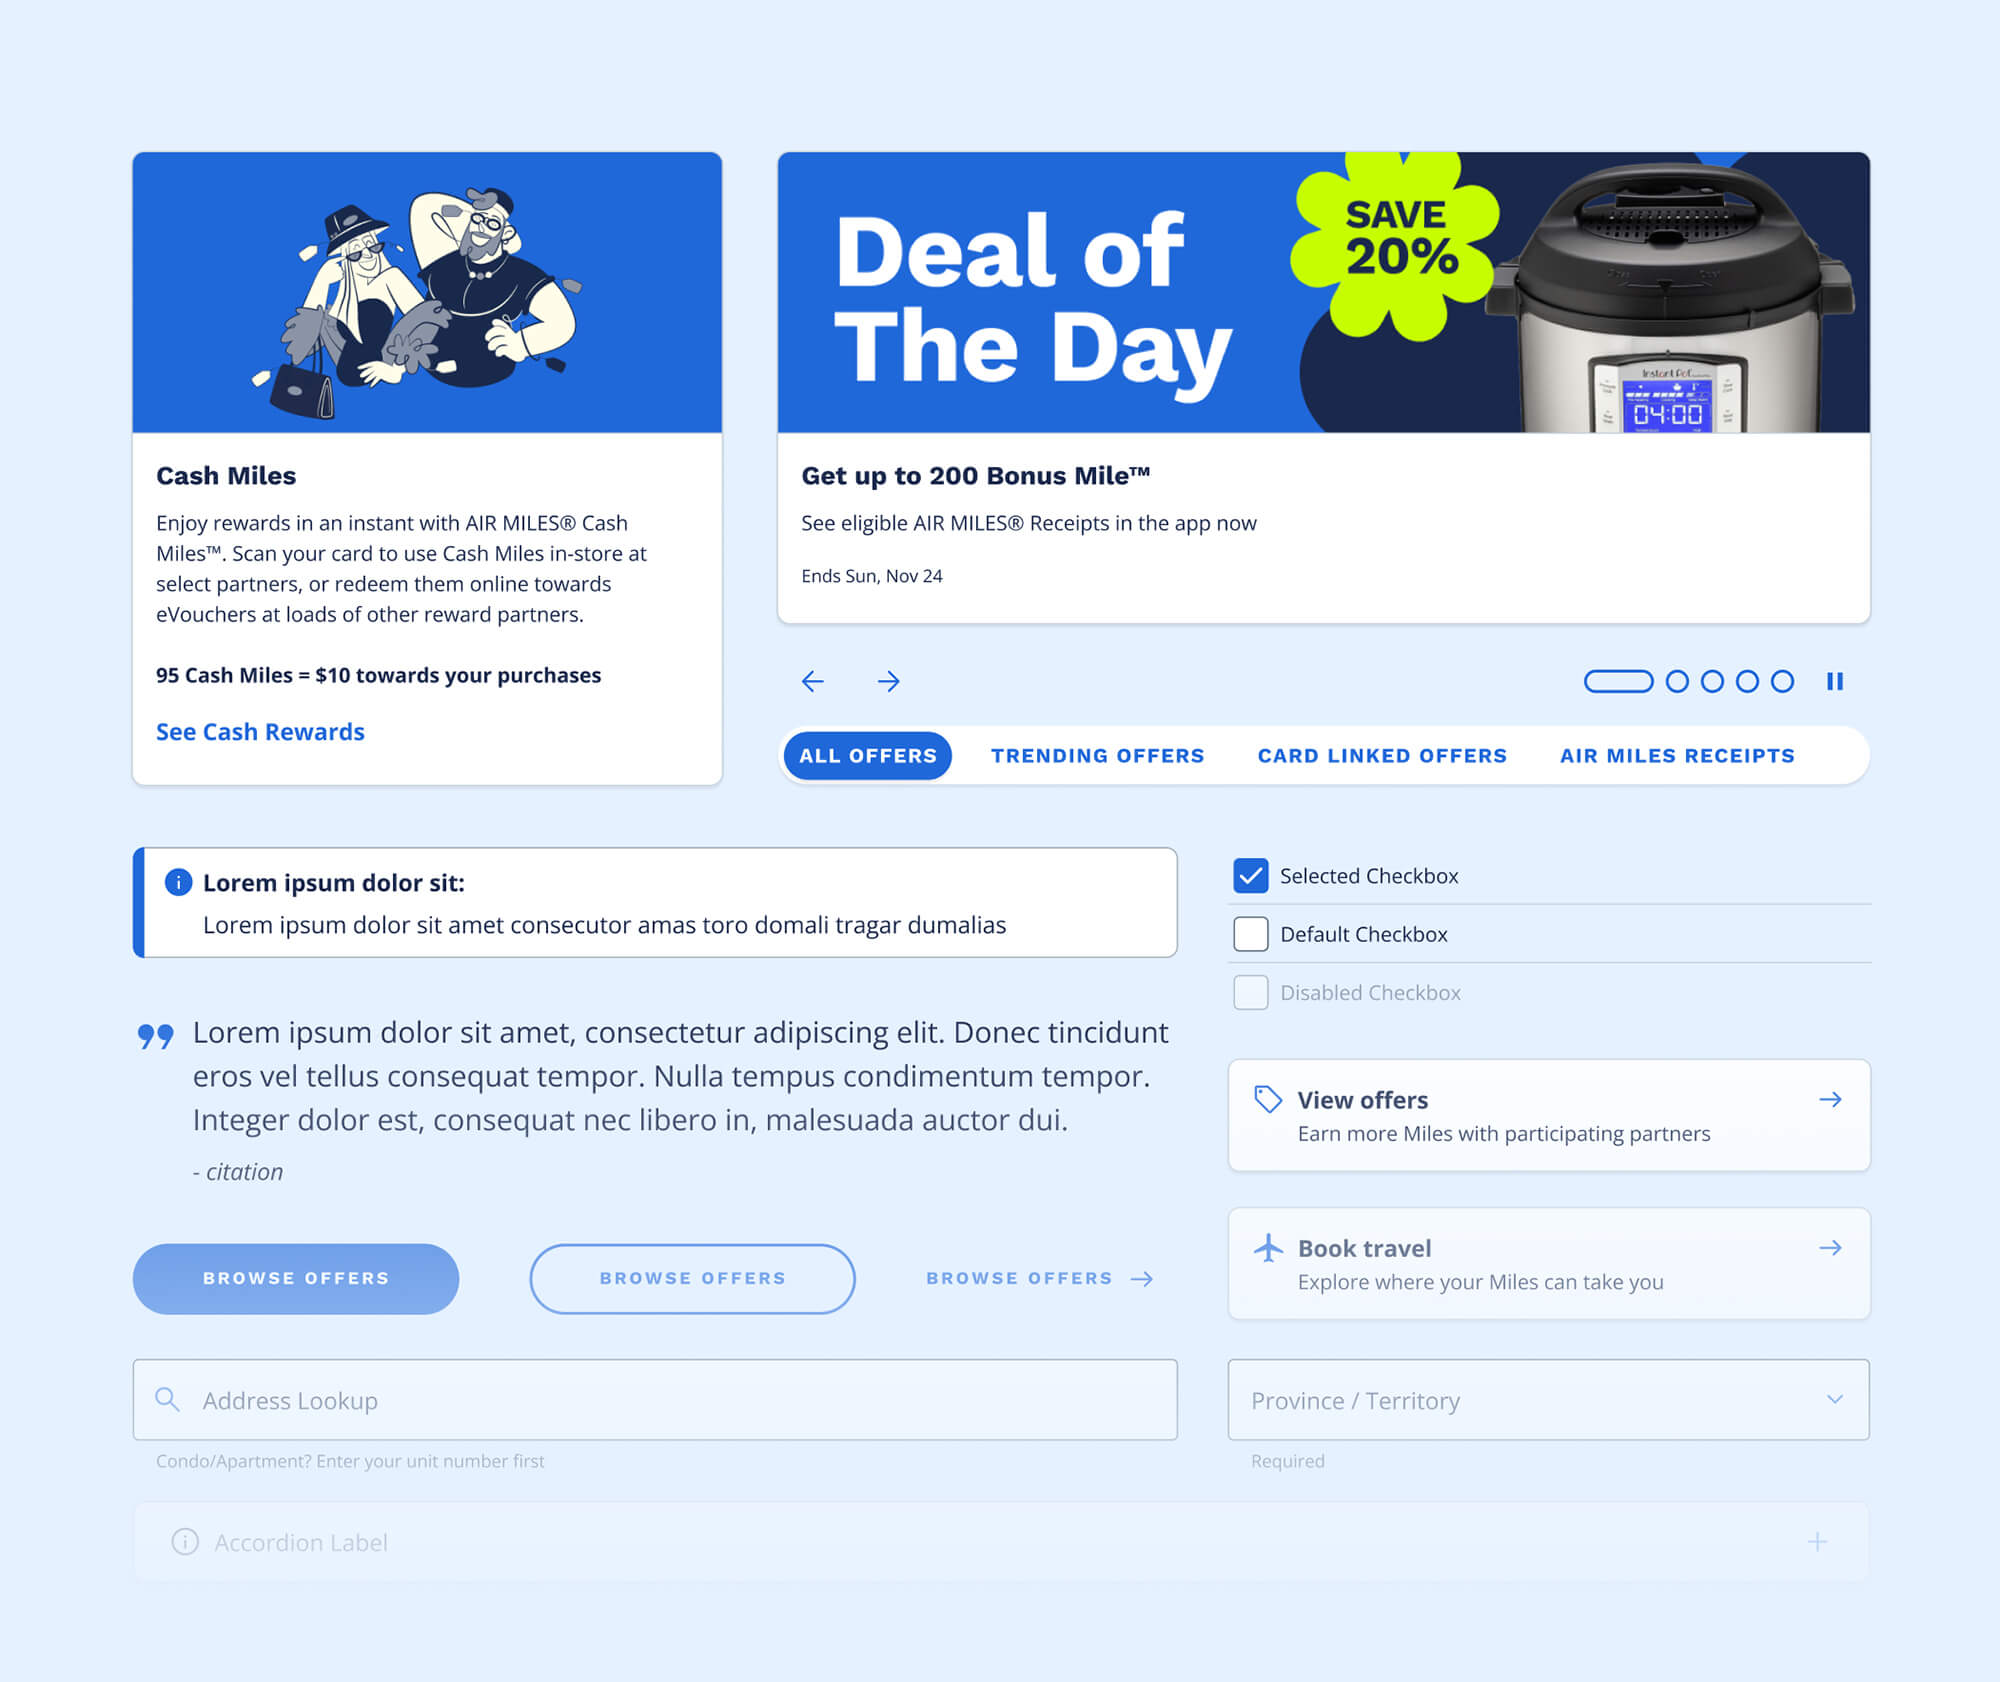 Deal of
The Day
SAVE
20%
Instant Pot
04:00
Cash Miles
Enjoy rewards in an instant with AIR MILES® Cash
Miles™. Scan your card to use Cash Miles in-store at
select partners, or redeem them online towards
eVouchers at loads of other reward partners.
95 Cash Miles = $10 towards your purchases
See Cash Rewards
Get up to 200 Bonus Mile™
See eligible AIR MILES® Receipts in the app now
Ends Sun, Nov 24
ALL OFFERS TRENDING OFFERS CARD LINKED OFFERS AIR MILES RECEIPTS
Lorem ipsum dolor sit:
Lorem ipsum dolor sit amet consecutor amas toro domali tragar dumalias
Selected Checkbox
Default Checkbox
Disabled Checkbox
Lorem ipsum dolor sit amet, consectetur adipiscing elit. Donec tincidunt
eros vel tellus consequat tempor. Nulla tempus condimentum tempor.
Integer dolor est, consequat nec libero in, malesuada auctor dui.
- citation
View offers
Earn more Miles with participating partners
Book travel
Explore where your Miles can take you
BROWSE OFFERS BROWSE OFFERS BROWSE OFFERS
Address Lookup
Condo/Apartment? Enter your unit number first
Province / Territory
Required
Accordion Label